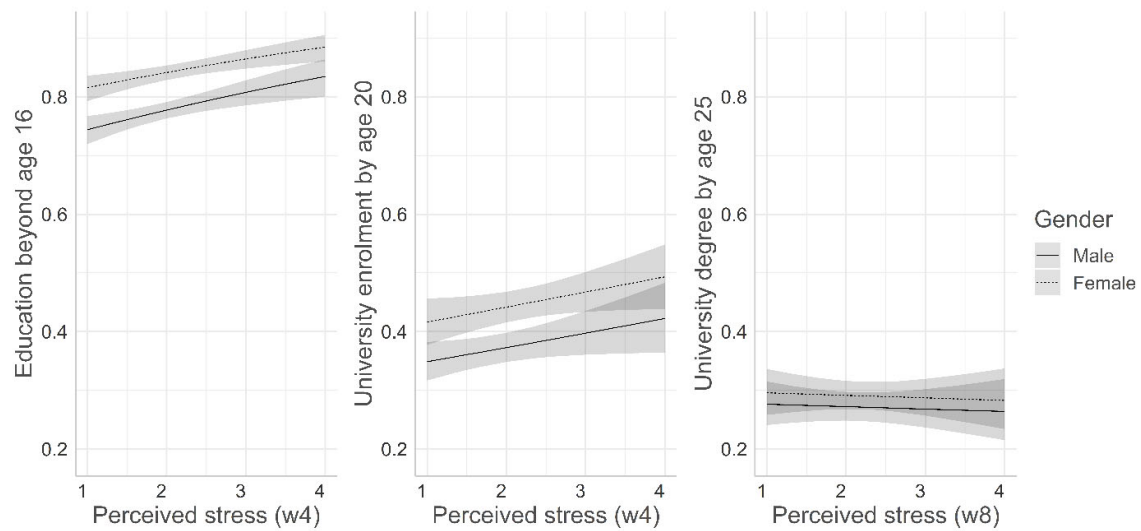 Education beyond age 16
0.8
0.6
0.4
0.2
1 2 3 4
Perceived stress (w4)
University enrolment by age 20
0.8
0.6
0.4
0.2
1 2 3 4
Perceived stress (w4)
University degree by age 25
0.8
0.6
0.4
0.2
1 2 3 4
Perceived stress (w8)
Gender
Male
Female